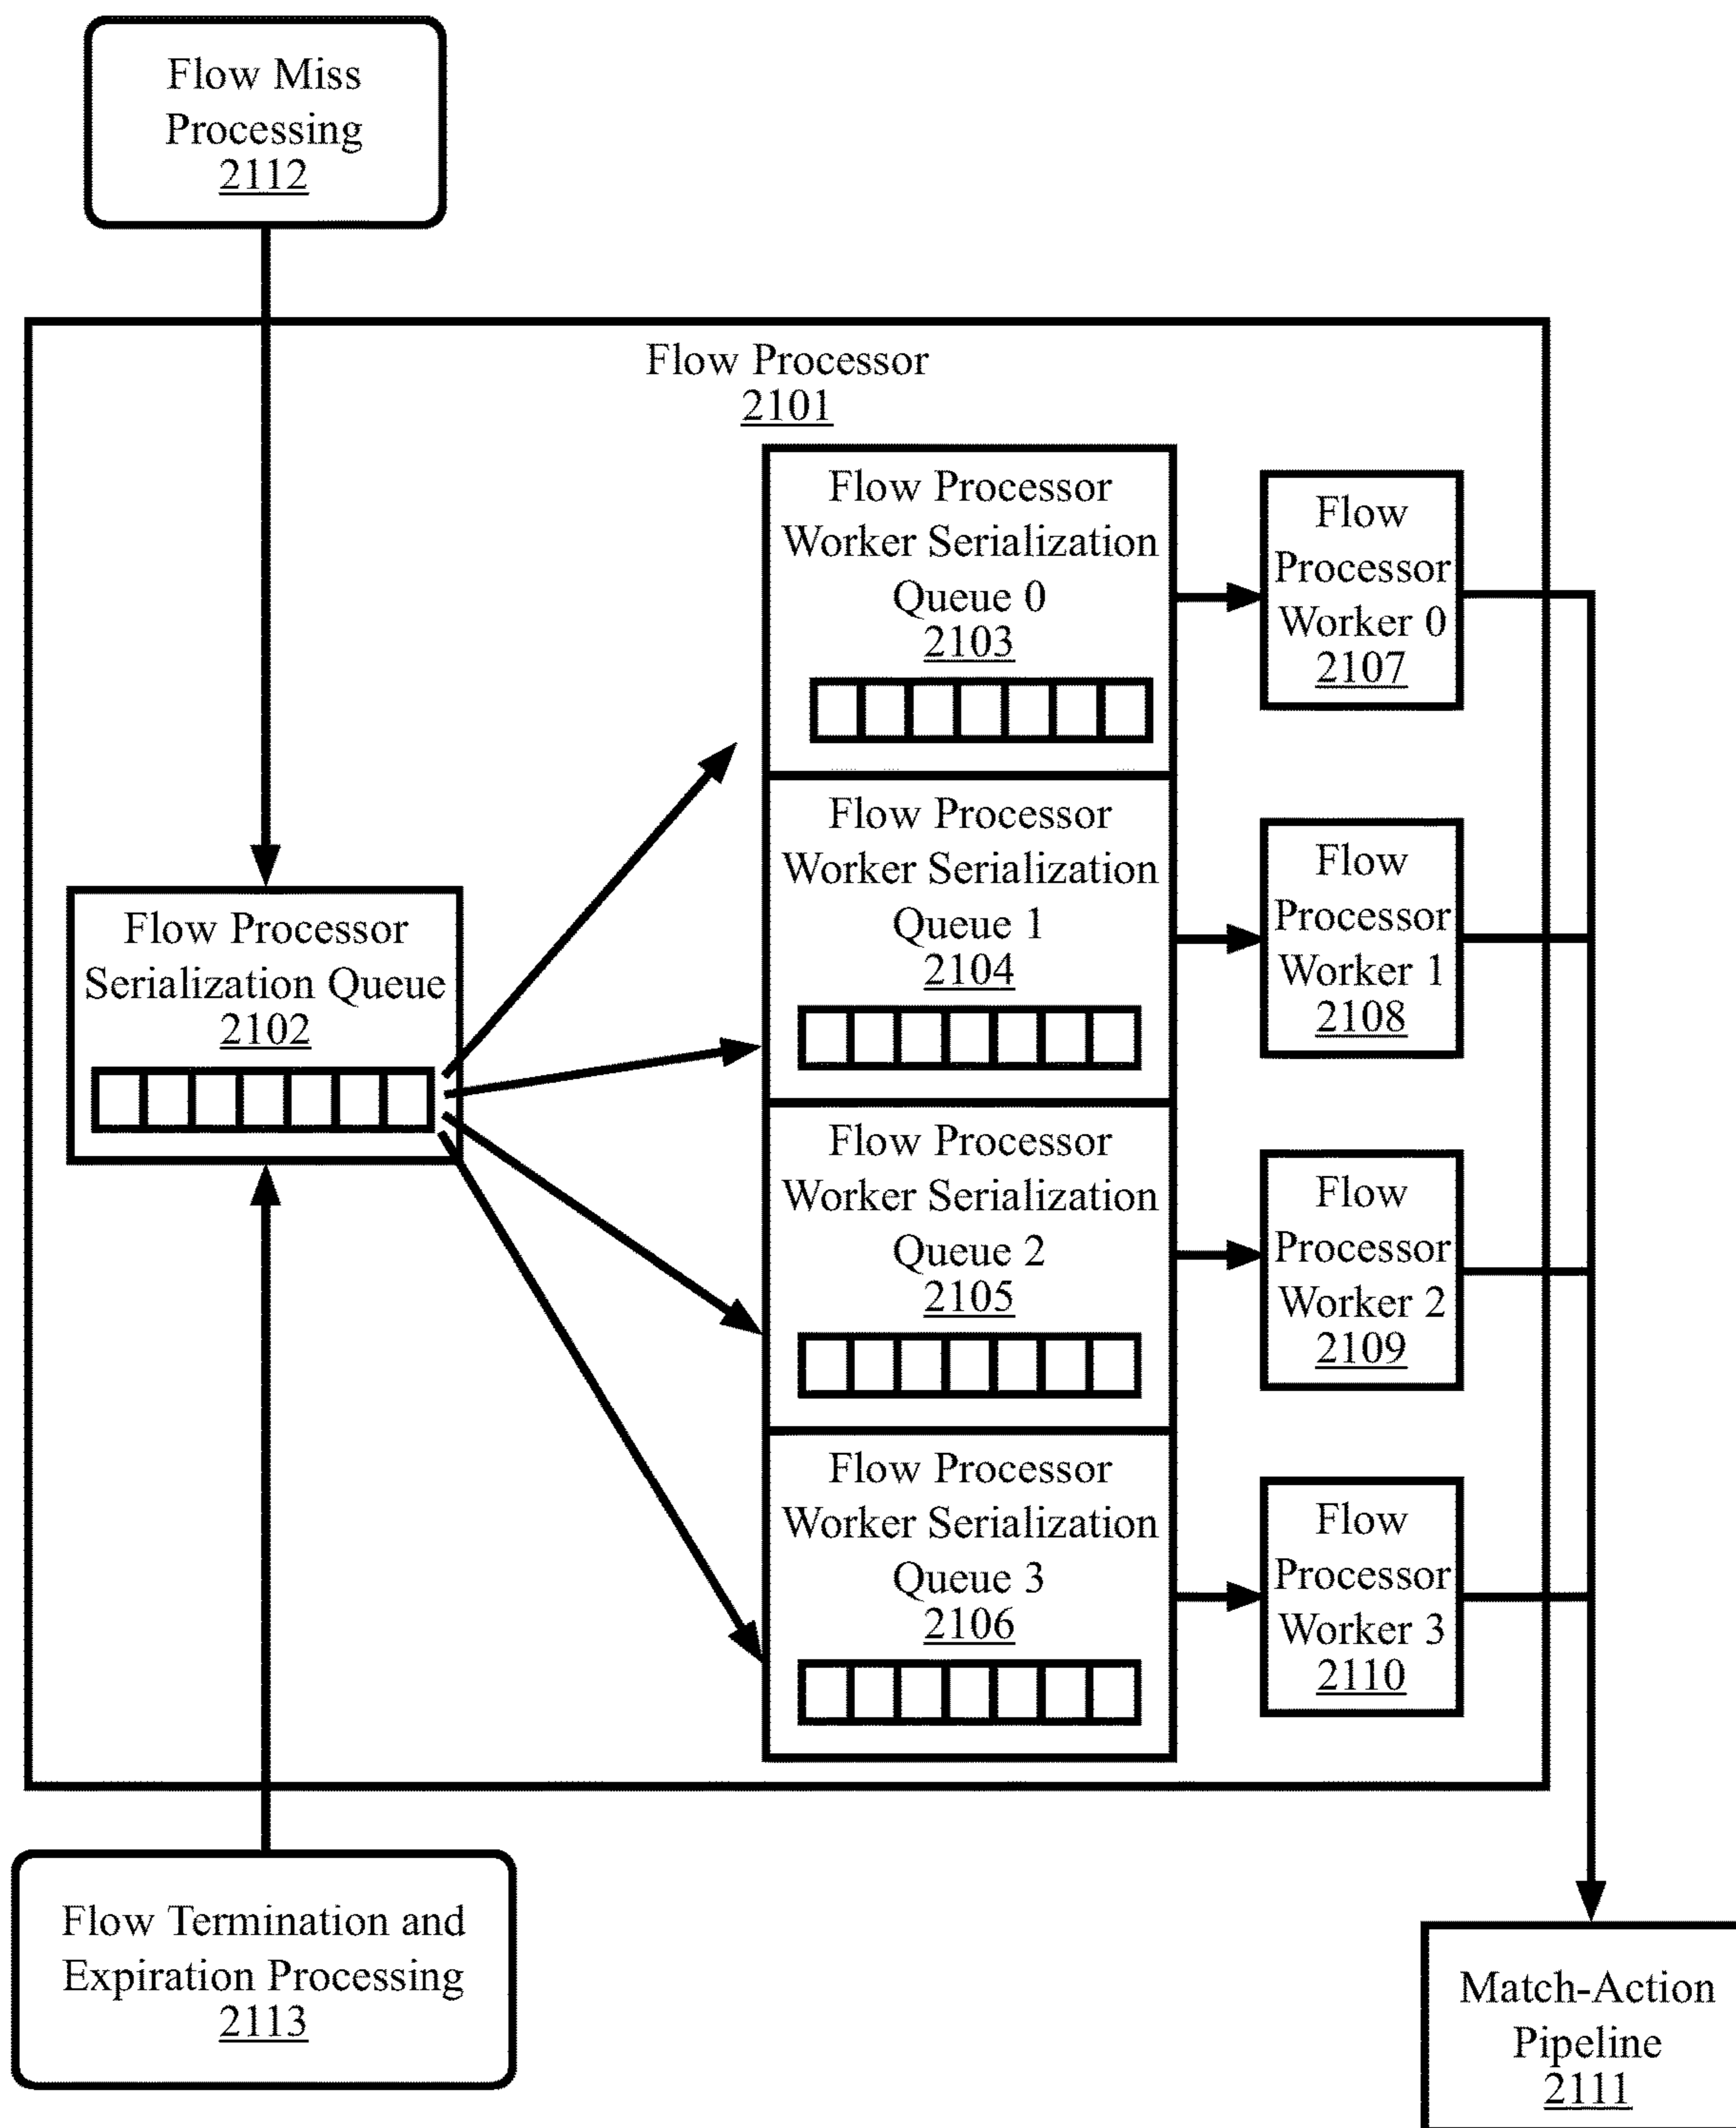 Flow Miss
Processing
2112
Flow Processor
2101
Flow Processor
Worker Serialization
Queue 0
2103
Flow
Processor
Worker 0
2107
Flow Processor
Worker Serialization
Queue 1
2104
Flow
Processor
Worker 1
2108
Flow Processor
Serialization Queue
2102
Flow Processor
Worker Serialization
Queue 2
2105
Flow
Processor
Worker 2
2109
Flow Processor
Worker Serialization
Queue 3
2106
Flow
Processor
Worker 3
2110
Flow Termination and
Expiration Processing
2113
Match-Action
Pipeline
2111